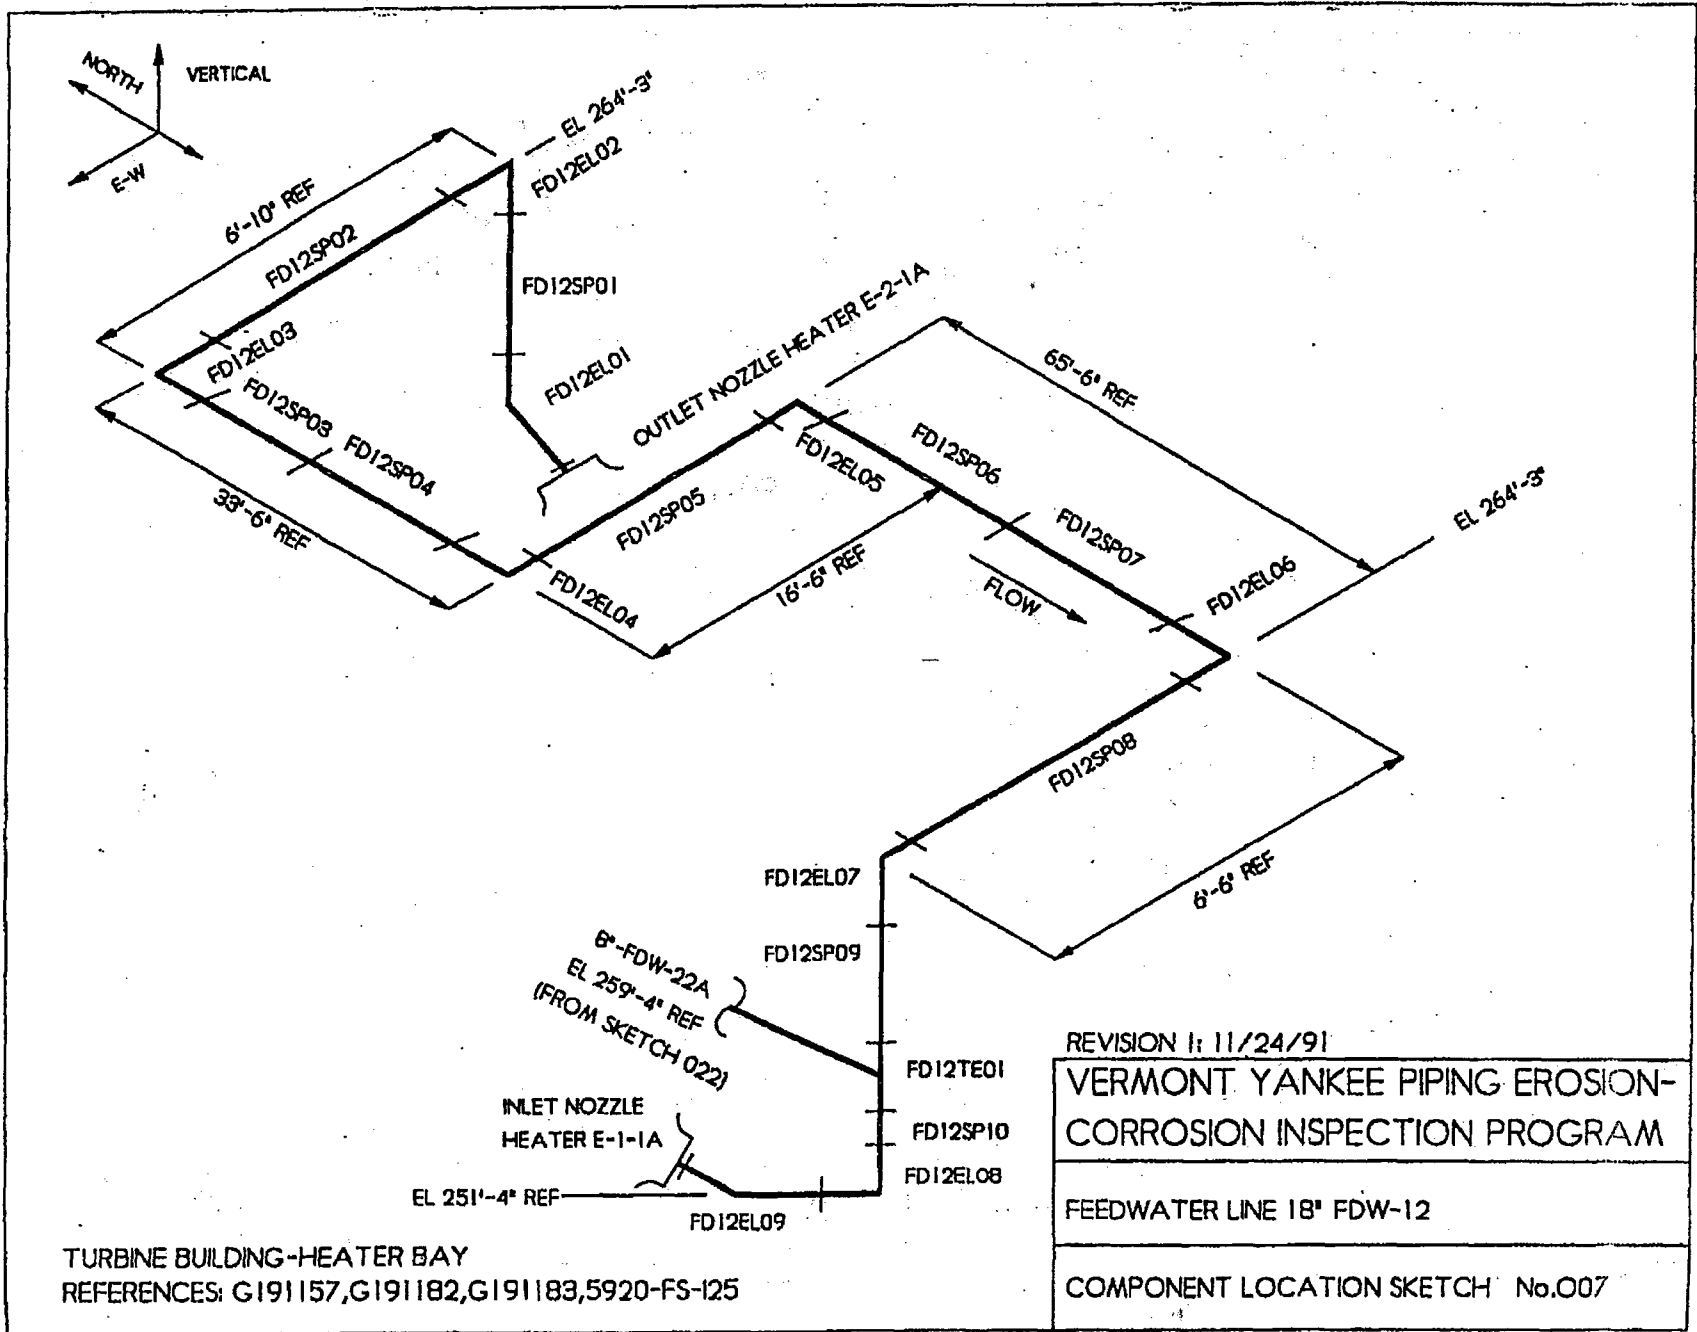 NORTH
VERTICAL
E-W
EL 264'-3"
FD12EL02
6'-10" REF
FD12SP02
FD12SP01
FD12EL03
FD12EL01
OUTLET NOZZLE HEATER E-2-1A
FD12SP03
FD12SP04
33'-6" REF
65'-6" REF
FD12EL05
FD12SP06
FD12SP05
FD12SP07
EL 264'-3"
FD12EL04
16'-6" REF
FLOW
FD12EL06
FD12SP08
FD12EL07
6'-6" REF
FD12SP09
8"-FDW-22A
EL 259'-4" REF
(FROM SKETCH 022)
FD12TE01
INLET NOZZLE
HEATER E-1-1A
FD12SP10
FD12EL08
EL 251'-4" REF
FD12EL09
REVISION 1: 11/24/91
VERMONT YANKEE PIPING EROSION-
CORROSION INSPECTION PROGRAM
FEEDWATER LINE 18" FDW-12
COMPONENT LOCATION SKETCH No.007
TURBINE BUILDING-HEATER BAY
REFERENCES: G191157,G191182,G191183,5920-FS-125